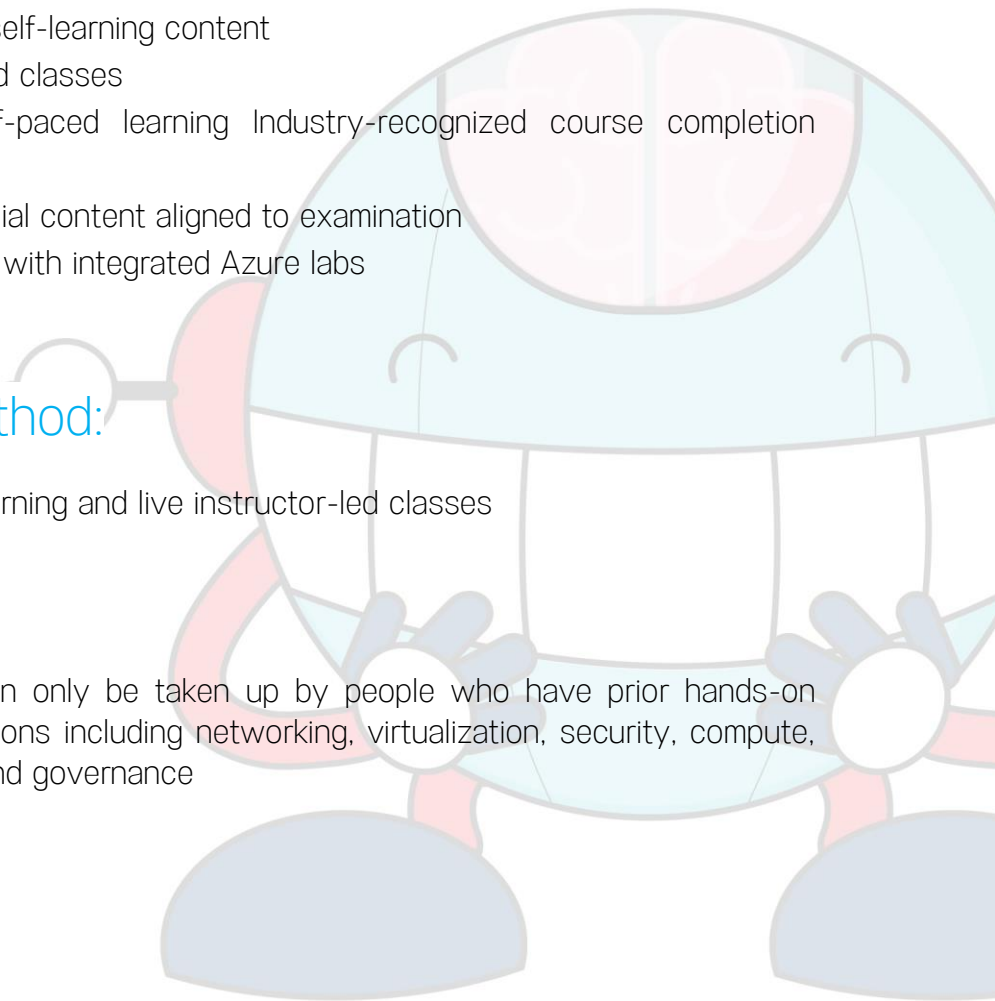 self-learning content
d classes
f-paced learning Industry-recognized course completion
ial content aligned to examination
with integrated Azure labs
thod:
rning and live instructor-led classes
n only be taken up by people who have prior hands-on
ons including networking, virtualization, security, compute,
nd governance